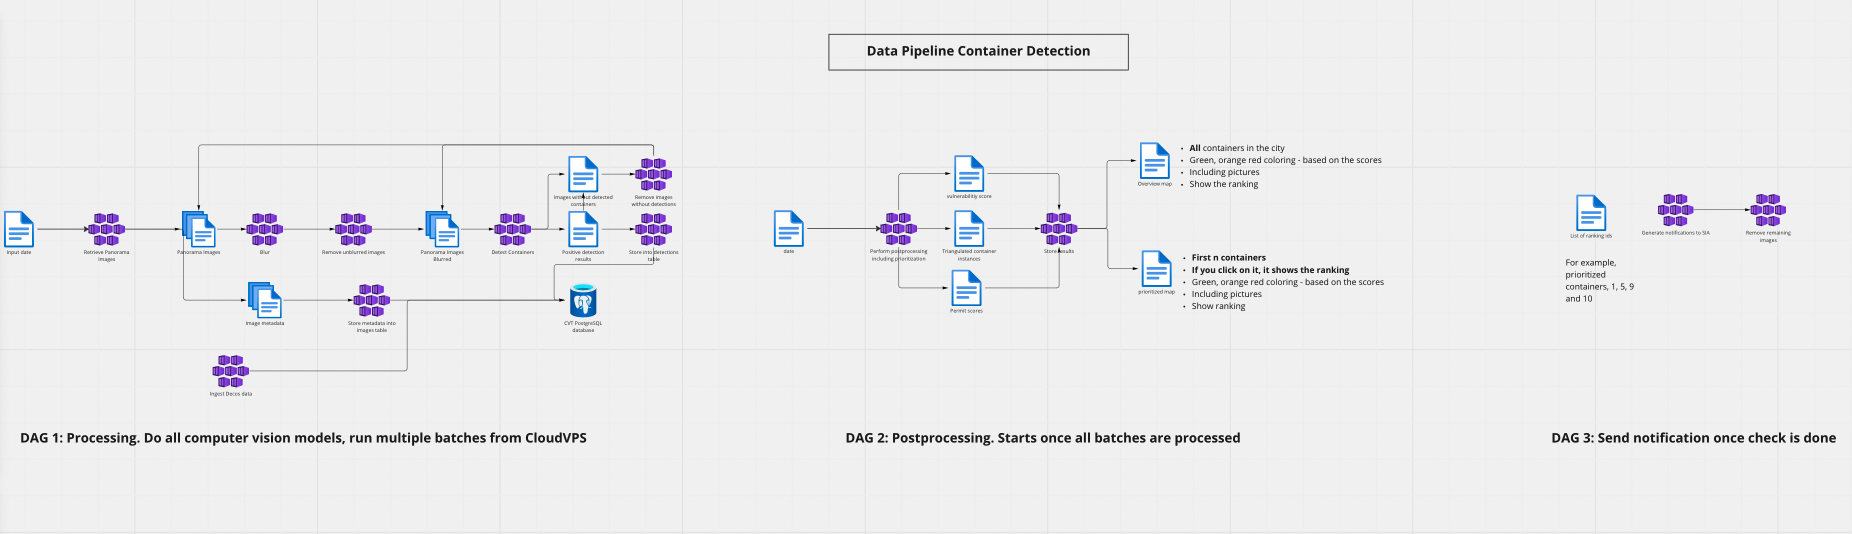 Data Pipeline Container Detection
Input date
Retrieve Panorama
Images
Panorama Images
Blur
Remove unblurred images
Panorama Images
Blurred
Detect Containers
Images without detected
containers
Remove images
without detections
Positive detection
results
Store into detections
table
Image metadata
Store metadata into
images table
CVT PostgreSQL
database
Ingest Decos data
DAG 1: Processing. Do all computer vision models, run multiple batches from CloudVPS
date
Perform postprocessing
including prioritization
vulnerability score
Triangulated container
instances
Permit scores
Store results
Overview map
• All containers in the city
• Green, orange red coloring - based on the scores
• Including pictures
• Show the ranking
prioritized map
• First n containers
• If you click on it, it shows the ranking
• Green, orange red coloring - based on the scores
• Including pictures
• Show ranking
DAG 2: Postprocessing. Starts once all batches are processed
List of ranking ids
Generate notifications to SIA
Remove remaining
images
For example,
prioritized
containers, 1, 5, 9
and 10
DAG 3: Send notification once check is done